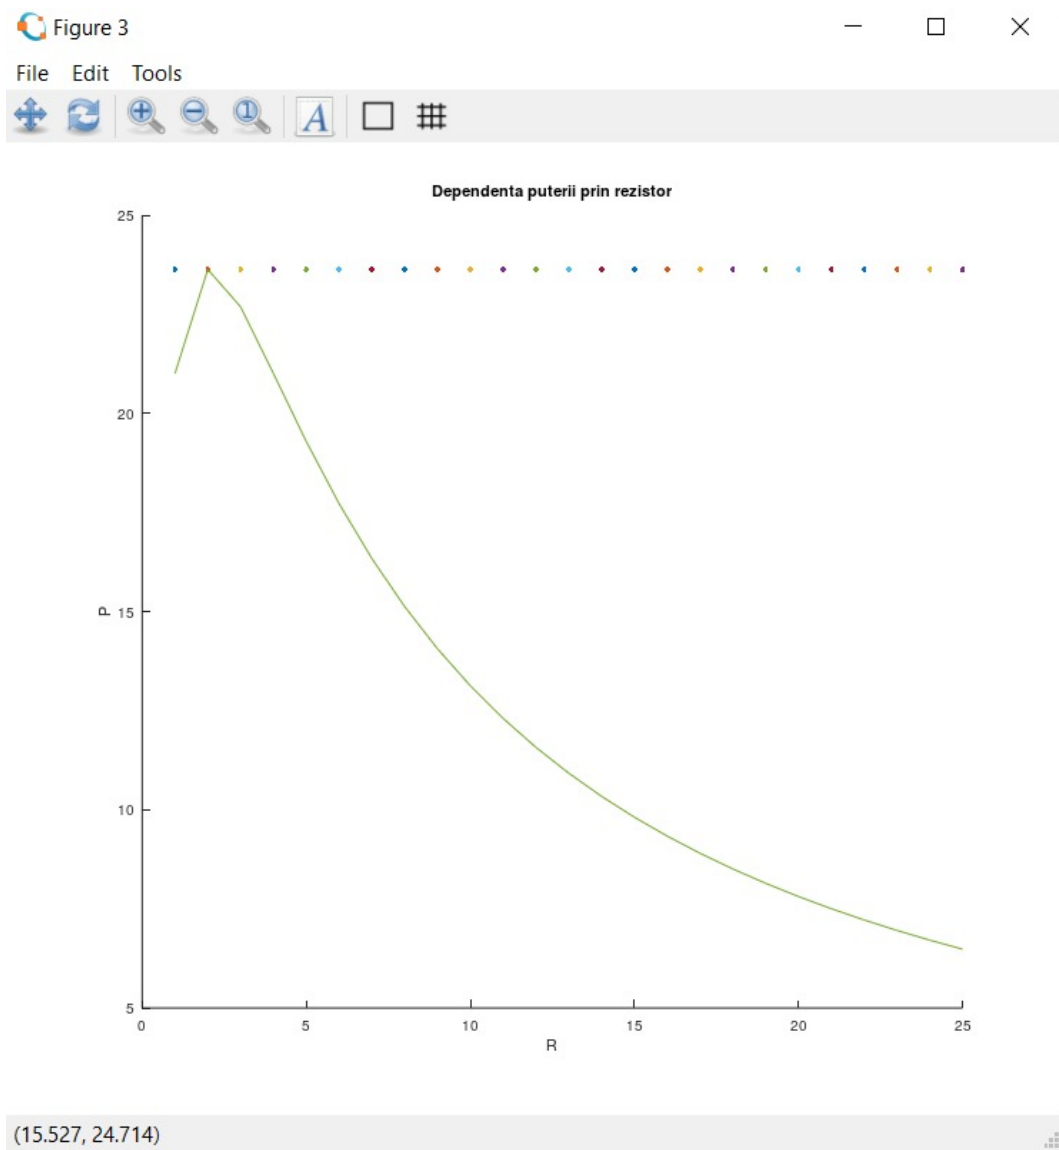 Figure 3
File Edit Tools
A
Dependenta puterii prin rezistor
25
20
15
10
5
P
0 5 10 15 20 25
R
(15.527, 24.714)